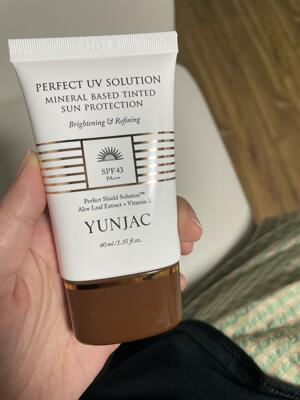 PERFECT UV SOLUTION
MINERAL BASED TINTED
SUN PROTECTION
Brightening & Refining
SPF43
PA+++
Perfect Shield Solution™
Aloe Leaf Extract + Vitamin
YUNJAC
40 ml/1.35 fl.oz.